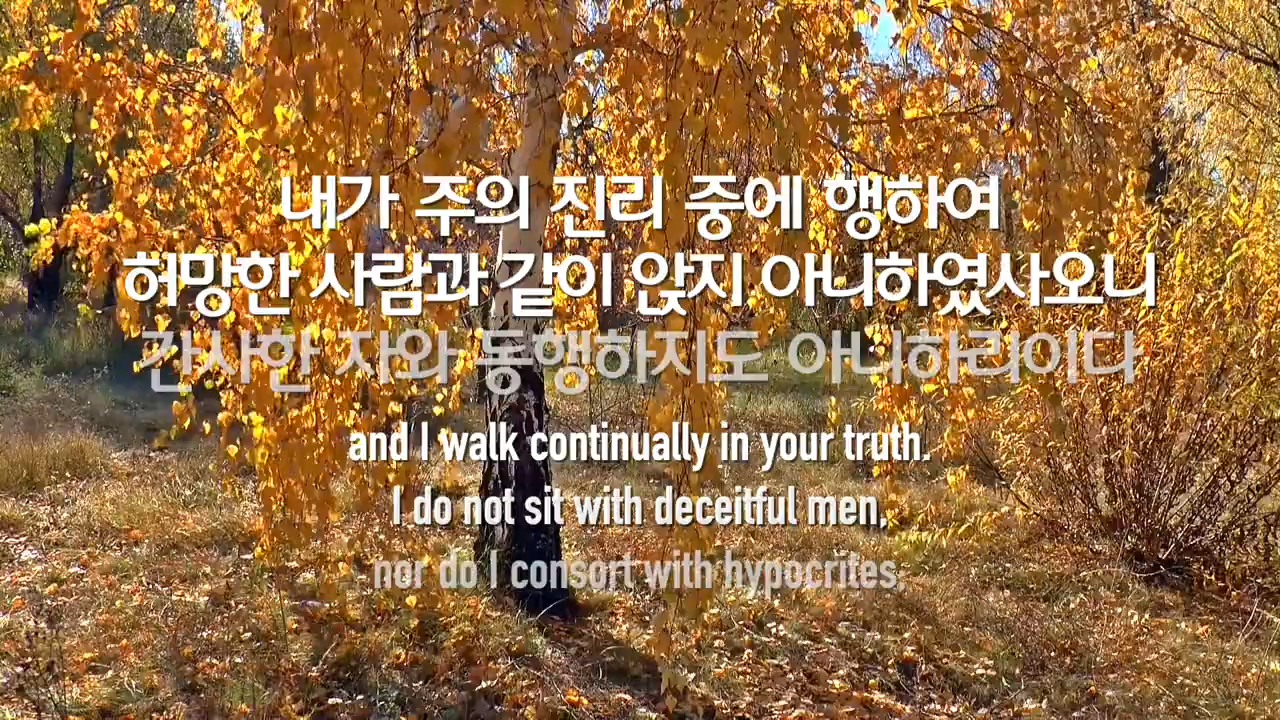 내가 주의 진리 중에 행하여
허망한 사람과 같이 앉지 아니하였사오니
간사한 자와 동행하지도 아니하리이다
and I walk continually in your truth.
I do not sit with deceitful men,
nor do I consort with hypocrites.